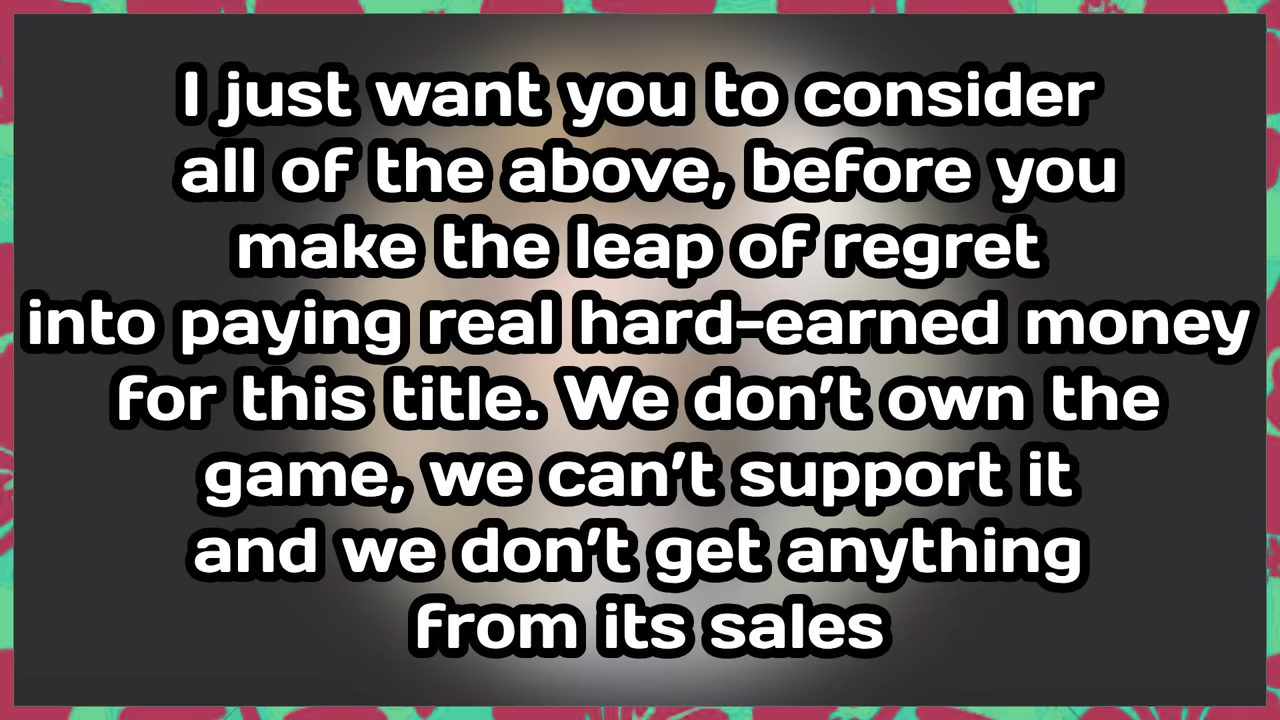 I just want you to consider
all of the above, before you
make the leap of regret
into paying real hard-earned money
for this title. We don’t own the
game, we can’t support it
and we don’t get anything
from its sales